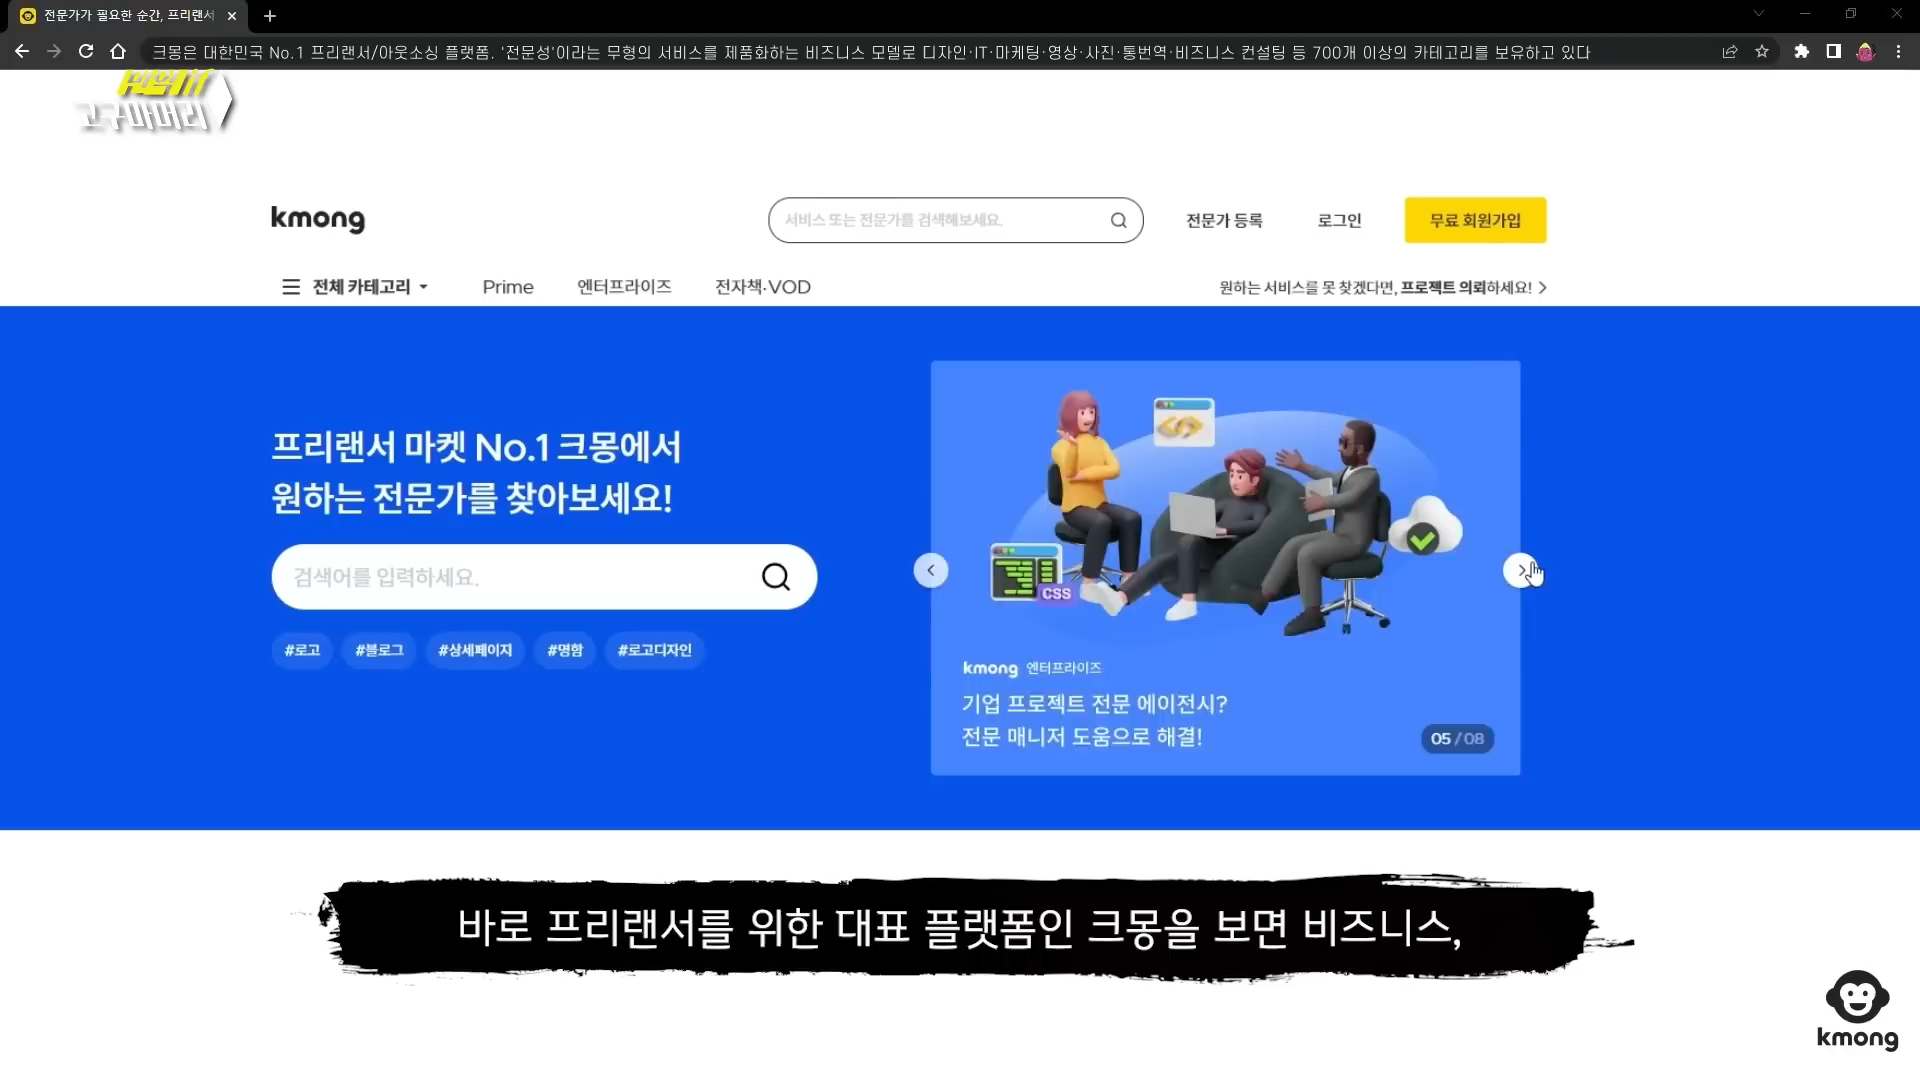 전문가가 필요한 순간, 프리랜서
크몽은 대한민국 No.1 프리랜서/아웃소싱 플랫폼. '전문성'이라는 무형의 서비스를 제품화하는 비즈니스 모델로 디자인·IT·마케팅·영상·사진·통번역·비즈니스 컨설팅 등 700개 이상의 카테고리를 보유하고 있다
고구마머리
kmong
서비스 또는 전문가를 검색해보세요.
전문가 등록
로그인
무료 회원가입
전체 카테고리
Prime
엔터프라이즈
전자책·VOD
원하는 서비스를 못 찾겠다면, 프로젝트 의뢰하세요!
프리랜서 마켓 No.1 크몽에서
원하는 전문가를 찾아보세요!
검색어를 입력하세요.
#로고
#블로그
#상세페이지
#명함
#로고디자인
CSS
kmong 엔터프라이즈
기업 프로젝트 전문 에이전시?
전문 매니저 도움으로 해결!
05 / 08
바로 프리랜서를 위한 대표 플랫폼인 크몽을 보면 비즈니스,
kmong